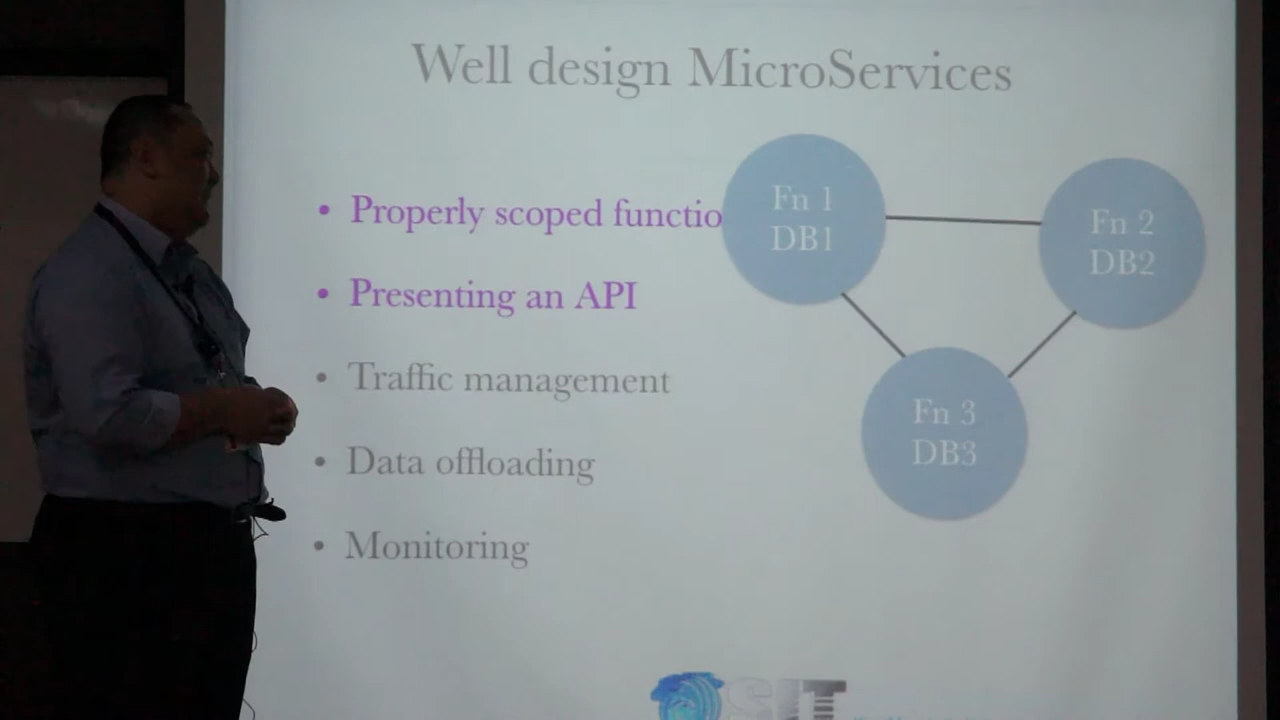 Well design MicroServices
• Properly scoped functio
• Presenting an API
• Traffic management
• Data offloading
• Monitoring
Fn 1
DB1
Fn 2
DB2
Fn 3
DB3
SIT